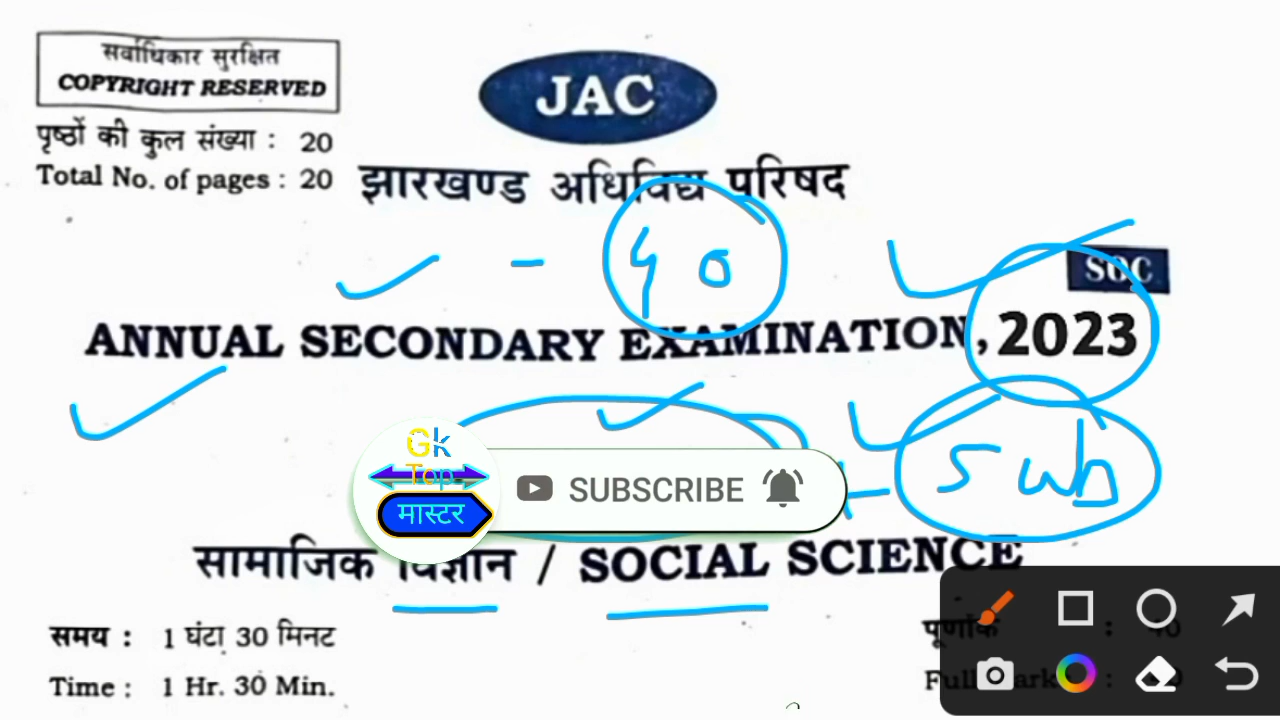 सर्वाधिकार सुरक्षित
COPYRIGHT RESERVED
पृष्ठों की कुल संख्या : 20
Total No. of pages : 20
JAC
झारखण्ड अधिविद्य परिषद
- 40
SOC
ANNUAL SECONDARY EXAMINATION, 2023
Gk
Top
मास्टर
SUBSCRIBE
Sub
सामाजिक विज्ञान / SOCIAL SCIENCE
समय : 1 घंटा 30 मिनट
पूर्णांक : 40
Time : 1 Hr. 30 Min.
Full Marks :